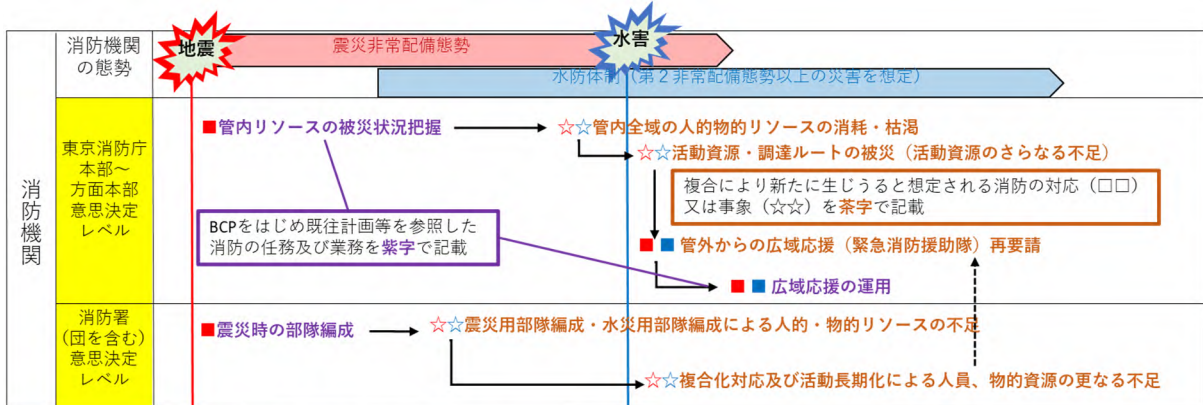 消防機関
消防機関
の態勢
地震
震災非常配備態勢
水害
水防体制（第２非常配備態勢以上の災害を想定）
東京消防庁
本部～
方面本部
意思決定
レベル
■管内リソースの被災状況把握
☆☆管内全域の人的物的リソースの消耗・枯渇
☆☆活動資源・調達ルートの被災（活動資源のさらなる不足）
複合により新たに生じうると想定される消防の対応（□□）
又は事象（☆☆）を茶字で記載
BCPをはじめ既往計画等を参照した
消防の任務及び業務を紫字で記載
■ ■ 管外からの広域応援（緊急消防援助隊）再要請
■ ■ 広域応援の運用
消防署
(団を含む)
意思決定
レベル
■震災時の部隊編成
☆☆震災用部隊編成・水災用部隊編成による人的・物的リソースの不足
☆☆複合化対応及び活動長期化による人員、物的資源の更なる不足